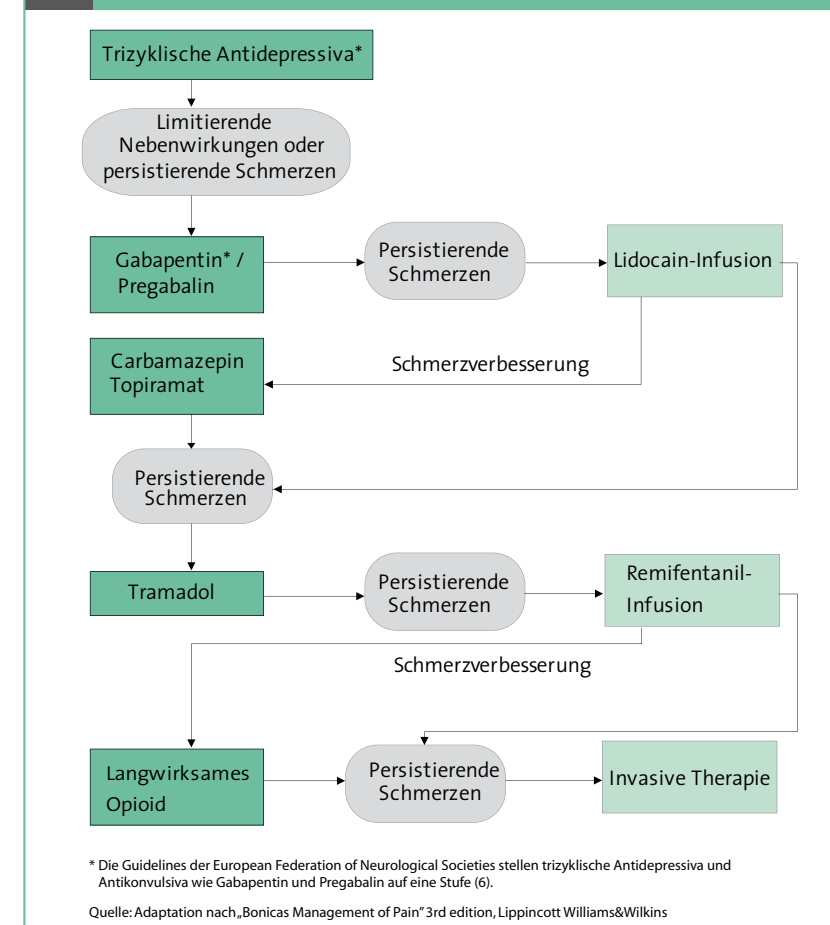 Trizyklische Antidepressiva*
Limitierende
Nebenwirkungen oder
persistierende Schmerzen
Gabapentin* /
Pregabalin
Persistierende
Schmerzen
Lidocain-Infusion
Carbamazepin
Topiramat
Schmerzverbesserung
Persistierende
Schmerzen
Tramadol
Persistierende
Schmerzen
Remifentanil-
Infusion
Schmerzverbesserung
Langwirksames
Opioid
Persistierende
Schmerzen
Invasive Therapie
* Die Guidelines der European Federation of Neurological Societies stellen trizyklische Antidepressiva und
Antikonvulsiva wie Gabapentin und Pregabalin auf eine Stufe (6).
Quelle: Adaptation nach „Bonicas Management of Pain” 3rd edition, Lippincott Williams&Wilkins